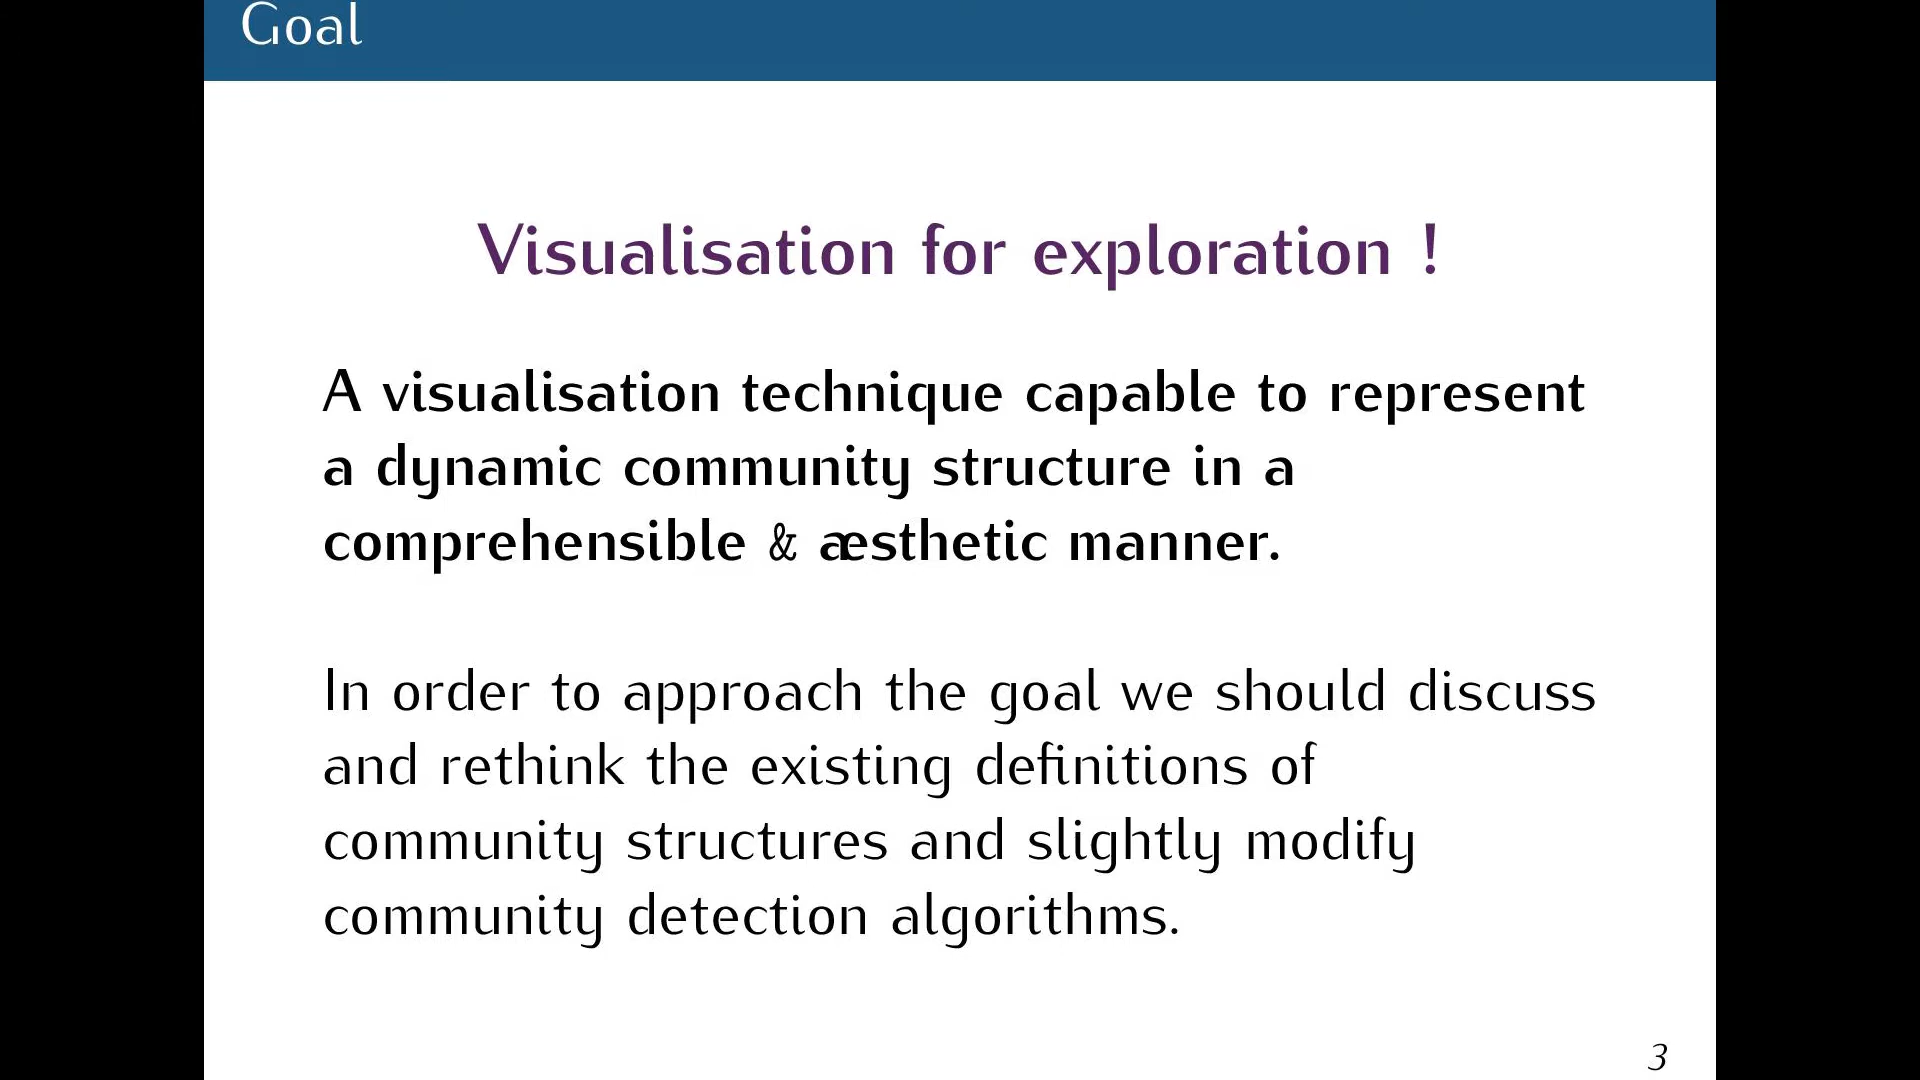 Goal
Visualisation for exploration !
A visualisation technique capable to represent
a dynamic community structure in a
comprehensible & æsthetic manner.
In order to approach the goal we should discuss
and rethink the existing definitions of
community structures and slightly modify
community detection algorithms.
3